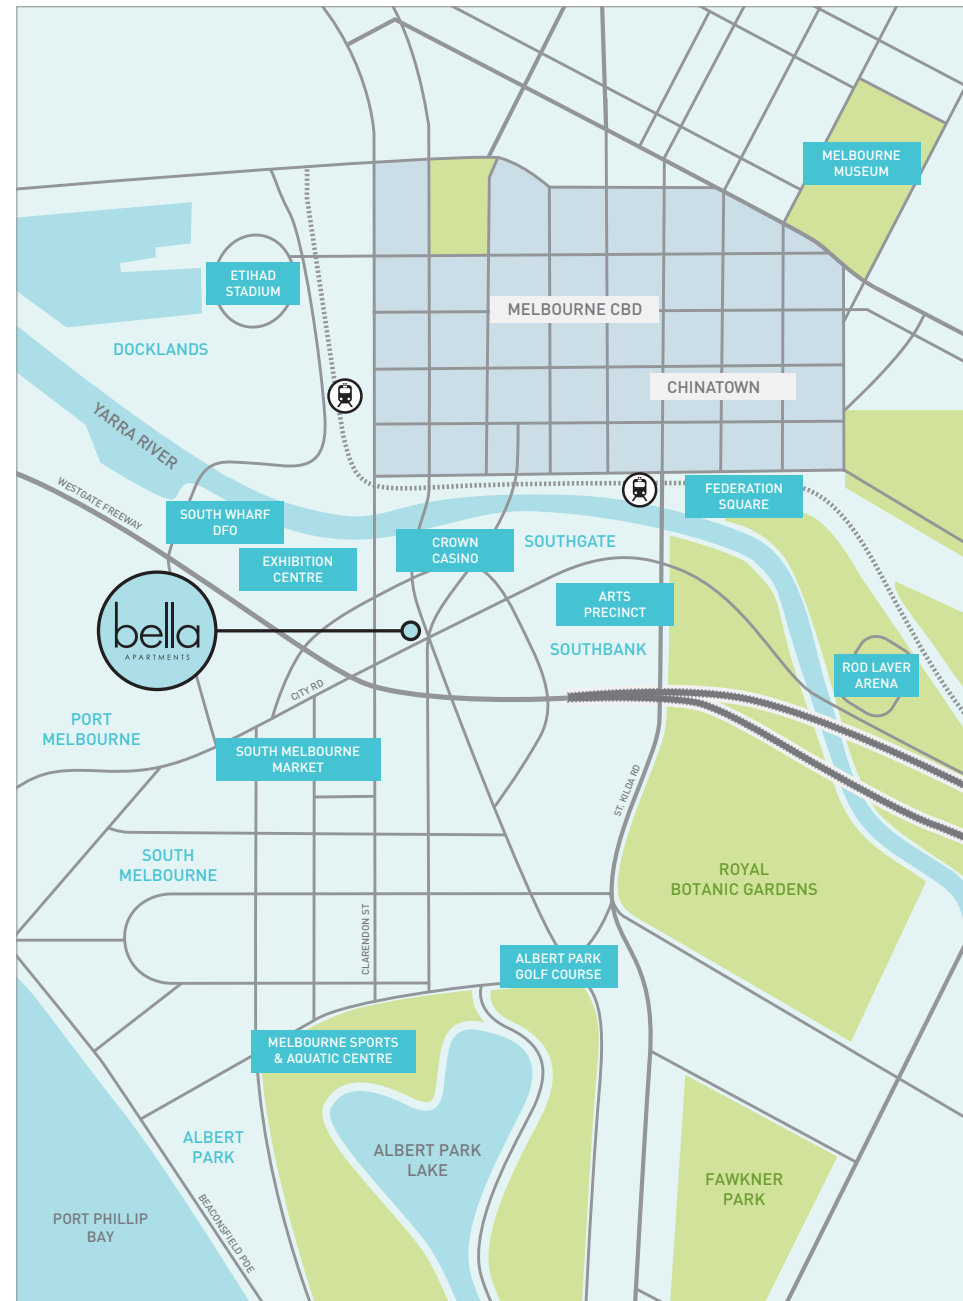 MELBOURNE
MUSEUM
ETIHAD
STADIUM
MELBOURNE CBD
DOCKLANDS
CHINATOWN
YARRA RIVER
WESTGATE FREEWAY
FEDERATION
SQUARE
SOUTH WHARF
DFO
CROWN
CASINO
SOUTHGATE
EXHIBITION
CENTRE
ARTS
PRECINCT
bella
APARTMENTS
SOUTHBANK
ROD LAVER
ARENA
CITY RD
PORT
MELBOURNE
SOUTH MELBOURNE
MARKET
ST. KILDA RD
SOUTH
MELBOURNE
ROYAL
BOTANIC GARDENS
CLARENDON ST
ALBERT PARK
GOLF COURSE
MELBOURNE SPORTS
& AQUATIC CENTRE
ALBERT
PARK
ALBERT PARK
LAKE
FAWKNER
PARK
PORT PHILLIP
BAY
BEACONSFIELD PDE